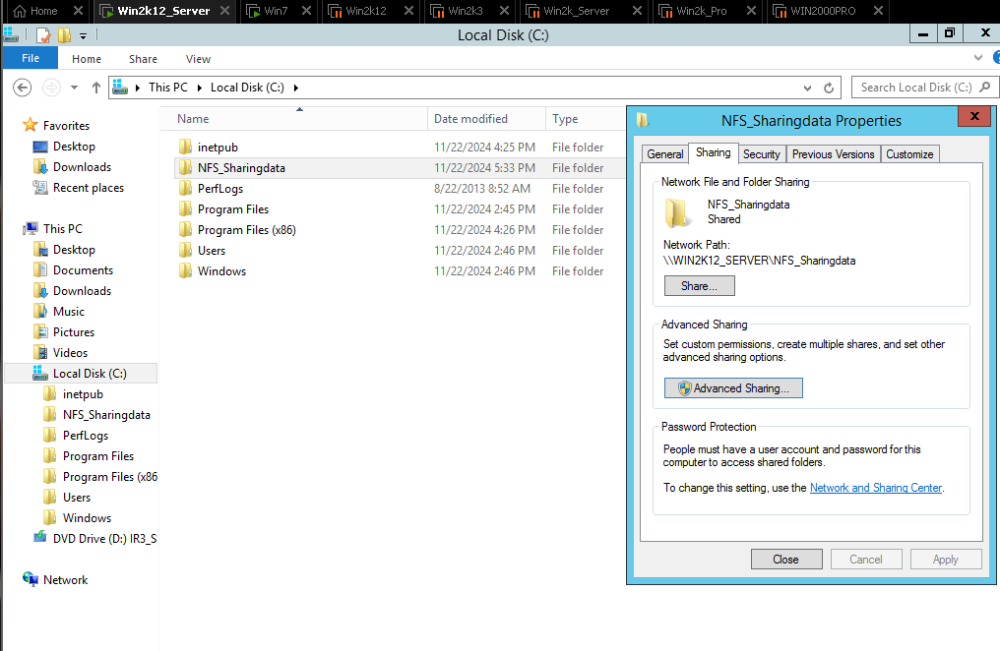 Home
Win2k12_Server
Win7
Win2k12
Win2k3
Win2k_Server
Win2k_Pro
WIN2000PRO
Local Disk (C:)
File
Home
Share
View
This PC
Local Disk (C:)
Search Local Disk (C:)
Favorites
Desktop
Downloads
Recent places
This PC
Desktop
Documents
Downloads
Music
Pictures
Videos
Local Disk (C:)
inetpub
NFS_Sharingdata
PerfLogs
Program Files
Program Files (x86
Users
Windows
DVD Drive (D:) IR3_S
Network
Name Date modified Type
inetpub 11/22/2024 4:25 PM File folder
NFS_Sharingdata 11/22/2024 5:33 PM File folder
PerfLogs 8/22/2013 8:52 AM File folder
Program Files 11/22/2024 2:45 PM File folder
Program Files (x86) 11/22/2024 4:26 PM File folder
Users 11/22/2024 2:46 PM File folder
Windows 11/22/2024 2:46 PM File folder
NFS_Sharingdata Properties
General
Sharing
Security
Previous Versions
Customize
Network File and Folder Sharing
NFS_Sharingdata
Shared
Network Path:
\\WIN2K12_SERVER\NFS_Sharingdata
Share...
Advanced Sharing
Set custom permissions, create multiple shares, and set other
advanced sharing options.
Advanced Sharing...
Password Protection
People must have a user account and password for this
computer to access shared folders.
To change this setting, use the Network and Sharing Center.
Close
Cancel
Apply